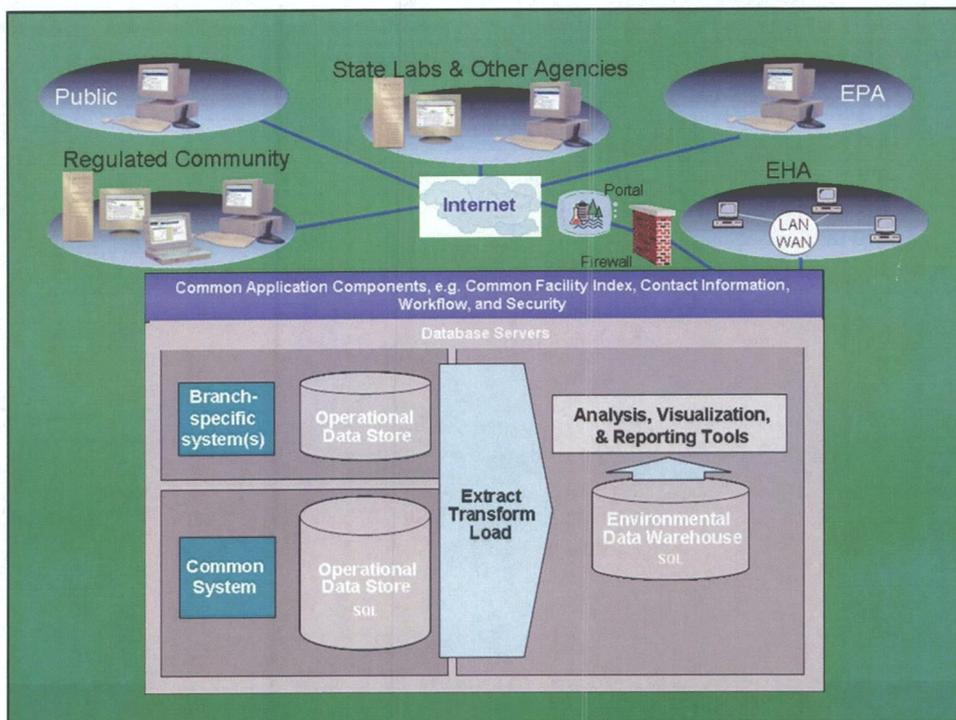 State Labs & Other Agencies
Public
EPA
Regulated Community
EHA
Internet
Portal
LAN
WAN
Firewall
Common Application Components, e.g. Common Facility Index, Contact Information,
Workflow, and Security
Database Servers
Branch-
specific
system(s)
Operational
Data Store
Analysis, Visualization,
& Reporting Tools
Extract
Transform
Load
Common
System
Operational
Data Store
SQL
Environmental
Data Warehouse
SQL